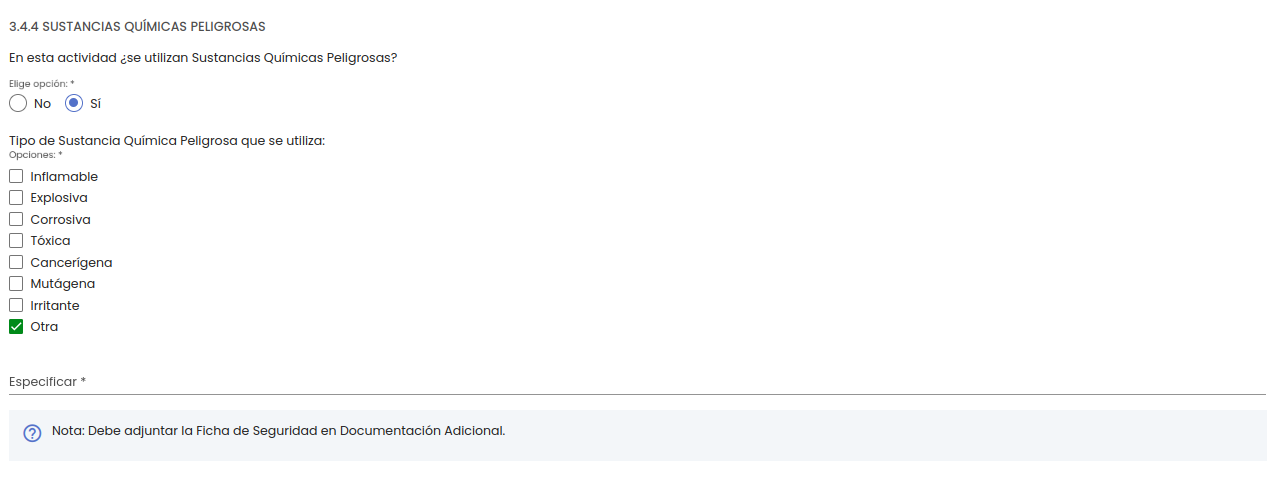 3.4.4 SUSTANCIAS QUÍMICAS PELIGROSAS
En esta actividad ¿se utilizan Sustancias Químicas Peligrosas?
Elige opción: *
No Sí
Tipo de Sustancia Química Peligrosa que se utiliza:
Opciones: *
Inflamable
Explosiva
Corrosiva
Tóxica
Cancerígena
Mutágena
Irritante
Otra
Especificar *
Nota: Debe adjuntar la Ficha de Seguridad en Documentación Adicional.